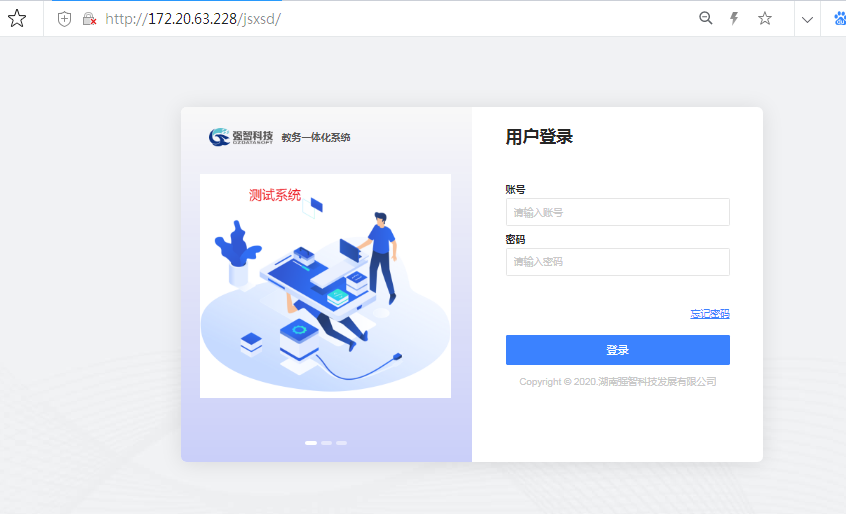 http://172.20.63.228/jsxsd/
强智科技
QZDATASOFT
教务一体化系统
测试系统
用户登录
账号
请输入账号
密码
请输入密码
忘记密码
登录
Copyright © 2020.湖南强智科技发展有限公司